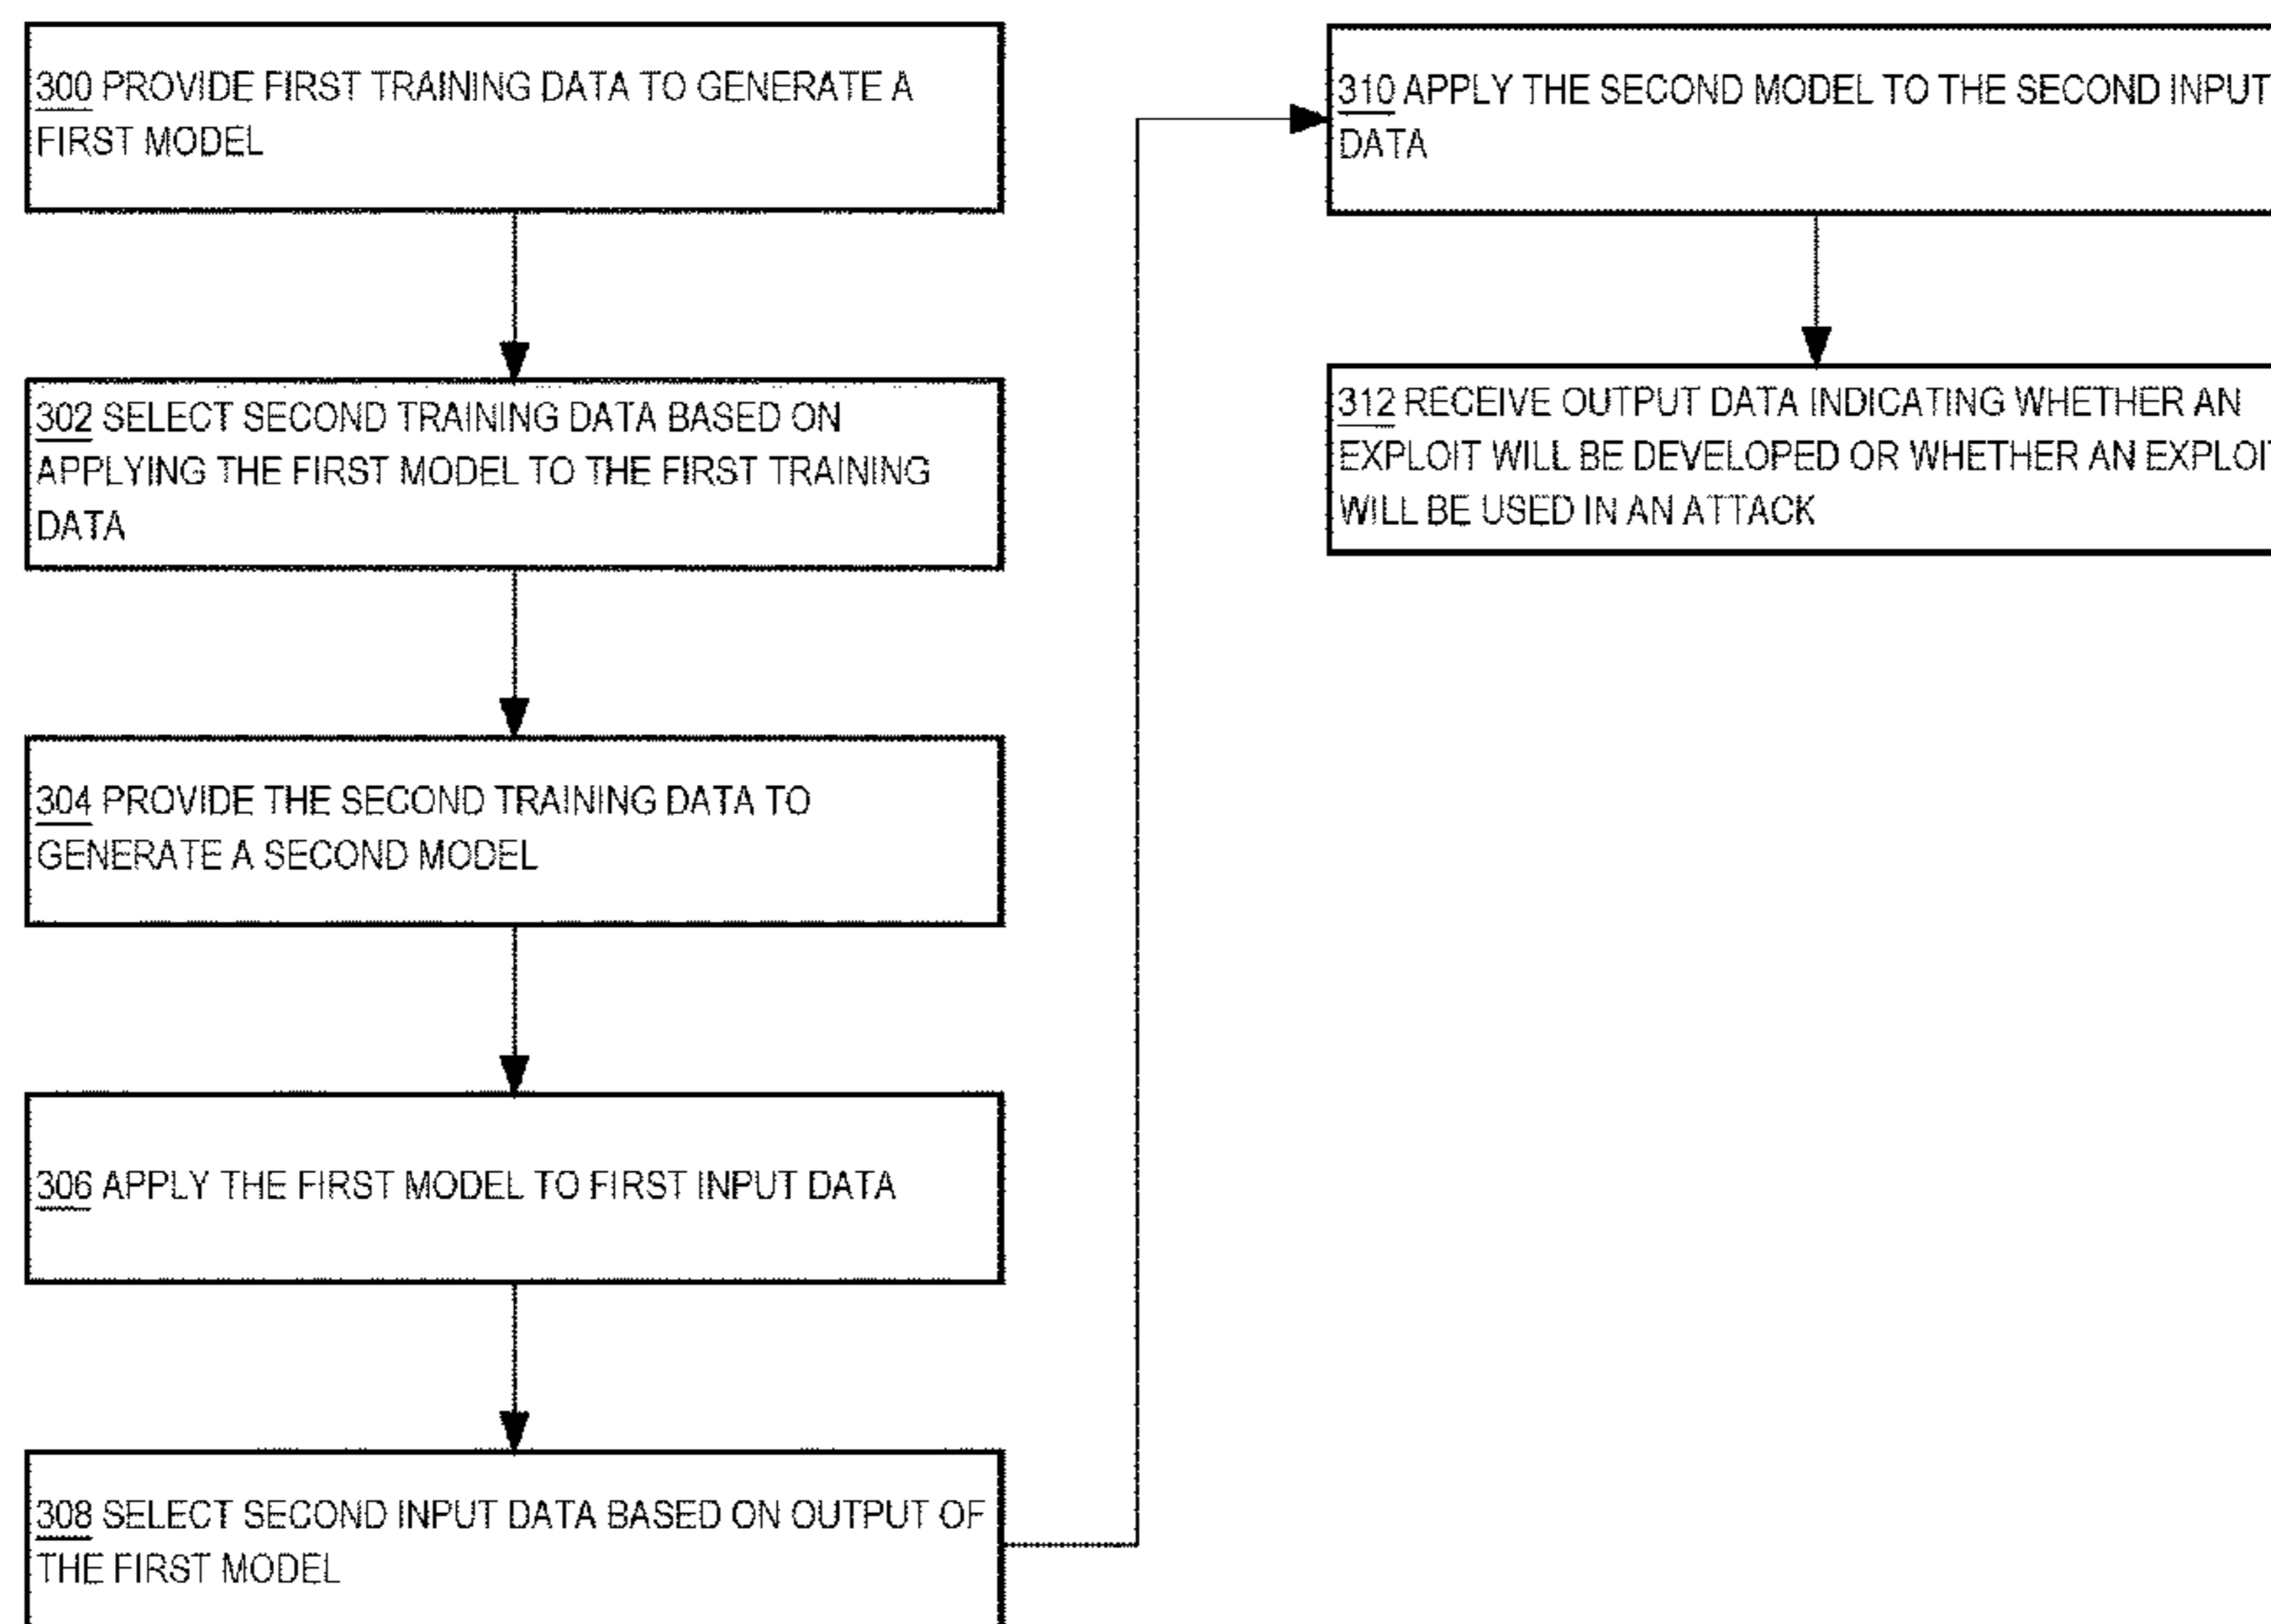 300 PROVIDE FIRST TRAINING DATA TO GENERATE A
FIRST MODEL
302 SELECT SECOND TRAINING DATA BASED ON
APPLYING THE FIRST MODEL TO THE FIRST TRAINING
DATA
304 PROVIDE THE SECOND TRAINING DATA TO
GENERATE A SECOND MODEL
306 APPLY THE FIRST MODEL TO FIRST INPUT DATA
308 SELECT SECOND INPUT DATA BASED ON OUTPUT OF
THE FIRST MODEL
310 APPLY THE SECOND MODEL TO THE SECOND INPUT
DATA
312 RECEIVE OUTPUT DATA INDICATING WHETHER AN
EXPLOIT WILL BE DEVELOPED OR WHETHER AN EXPLOIT
WILL BE USED IN AN ATTACK